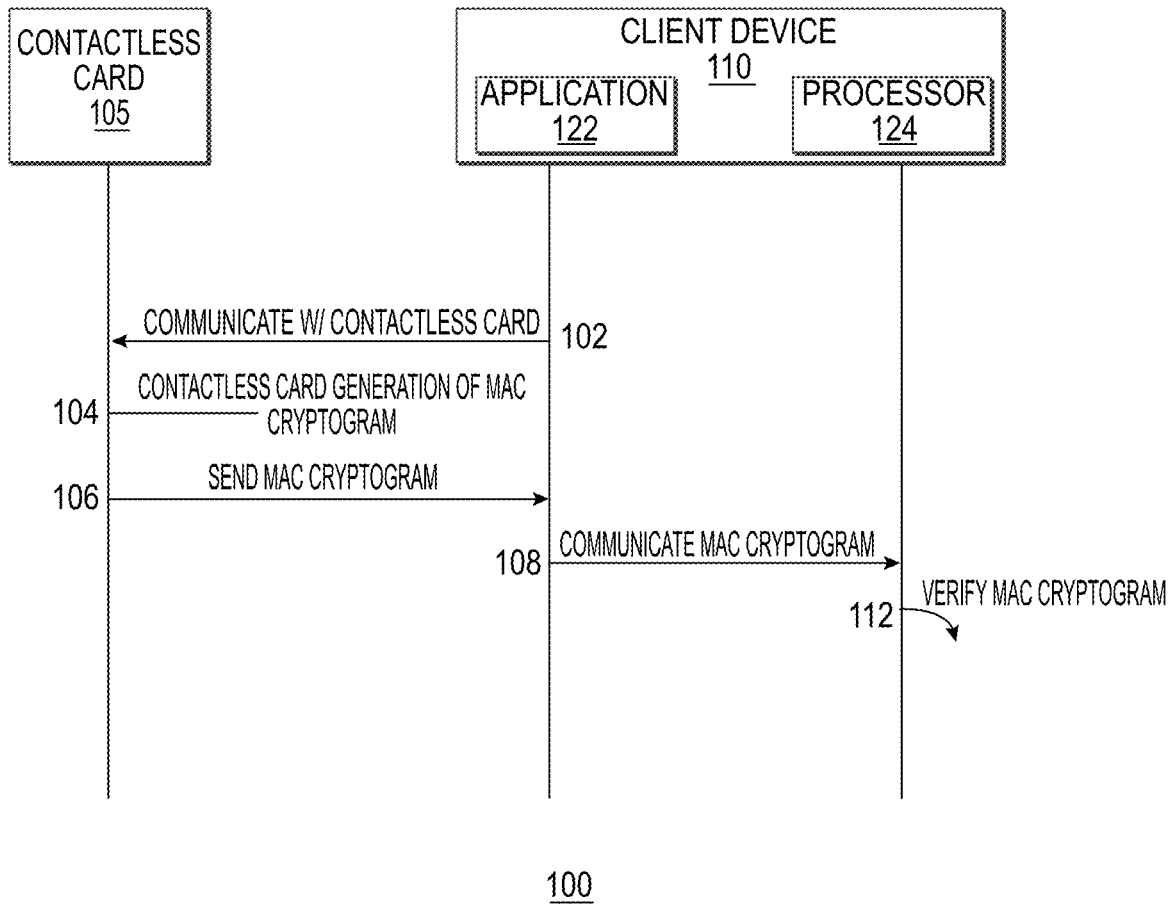 CONTACTLESS
CARD
105
CLIENT DEVICE
110
APPLICATION
122
PROCESSOR
124
COMMUNICATE W/ CONTACTLESS CARD
102
CONTACTLESS CARD GENERATION OF MAC
CRYPTOGRAM
104
SEND MAC CRYPTOGRAM
106
COMMUNICATE MAC CRYPTOGRAM
108
VERIFY MAC CRYPTOGRAM
112
100